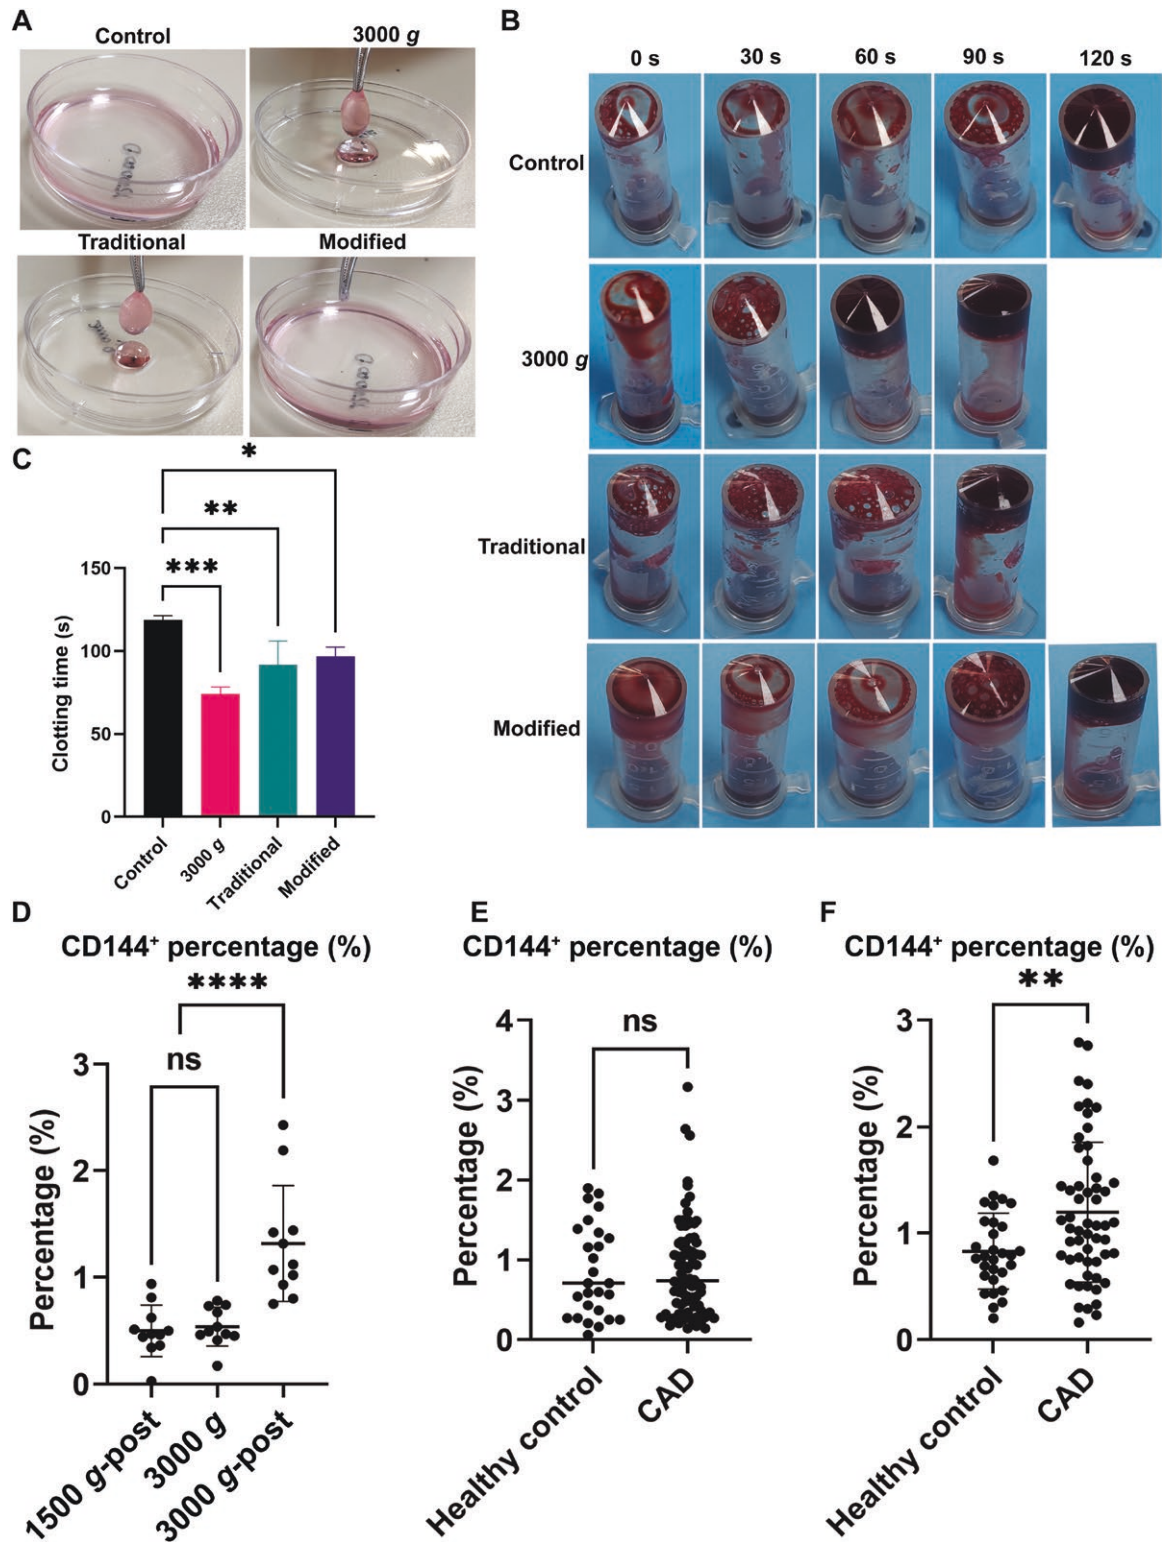 A
Control
3000 g
Traditional
Modified
B
0 s
30 s
60 s
90 s
120 s
Control
3000 g
Traditional
Modified
C
*
**
***
Clotting time (s)
150
100
50
0
Control
3000 g
Traditional
Modified
D
CD144⁺ percentage (%)
****
ns
Percentage (%)
3
2
1
0
1500 g-post
3000 g
3000 g-post
E
CD144⁺ percentage (%)
ns
Percentage (%)
4
3
2
1
0
Healthy control
CAD
F
CD144⁺ percentage (%)
**
Percentage (%)
3
2
1
0
Healthy control
CAD